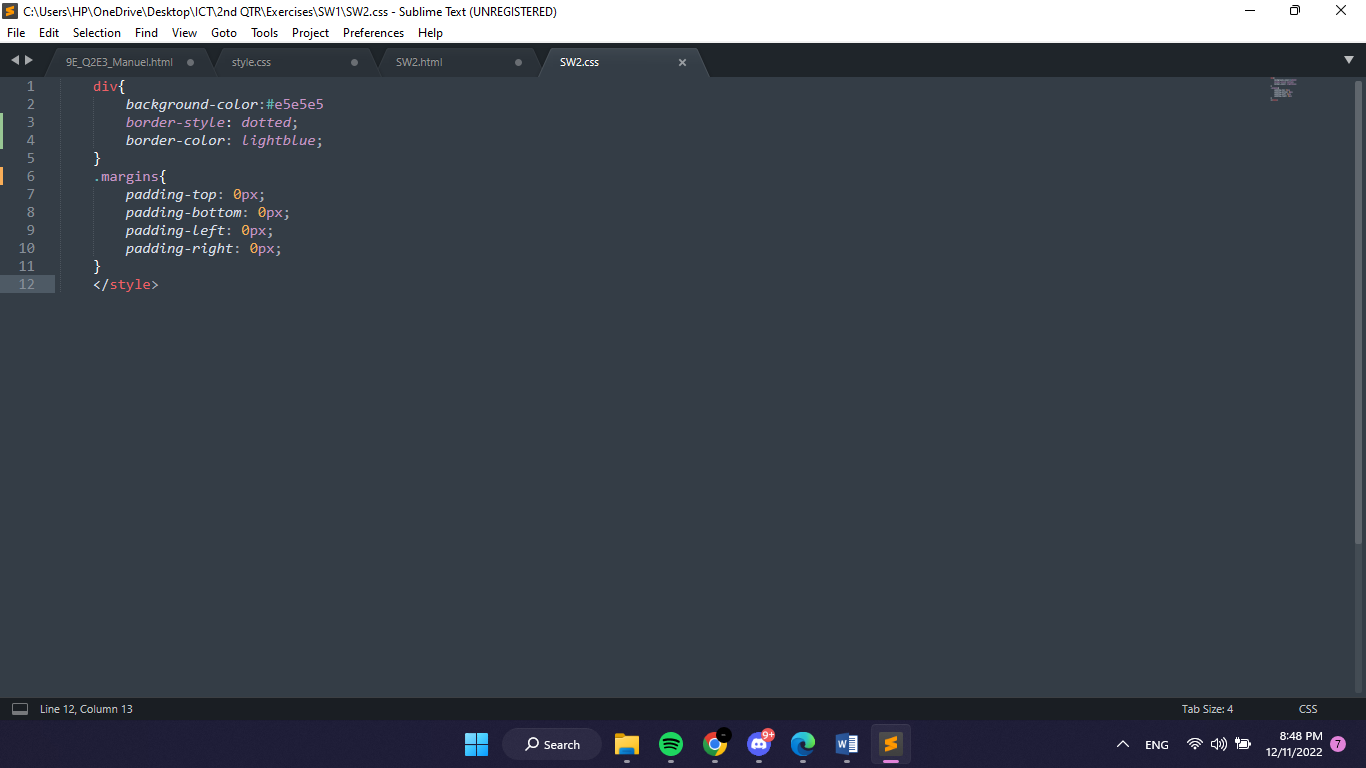 C:\Users\HP\OneDrive\Desktop\ICT\2nd QTR\Exercises\SW1\SW2.css - Sublime Text (UNREGISTERED)
File Edit Selection Find View Goto Tools Project Preferences Help
9E_Q2E3_Manuel.html style.css SW2.html SW2.css
1 div{
2 background-color:#e5e5e5
3 border-style: dotted;
4 border-color: lightblue;
5 }
6 .margins{
7 padding-top: 0px;
8 padding-bottom: 0px;
9 padding-left: 0px;
10 padding-right: 0px;
11 }
12 </style>
Line 12, Column 13 Tab Size: 4 CSS
Search 9+ ENG 8:48 PM 7
12/11/2022